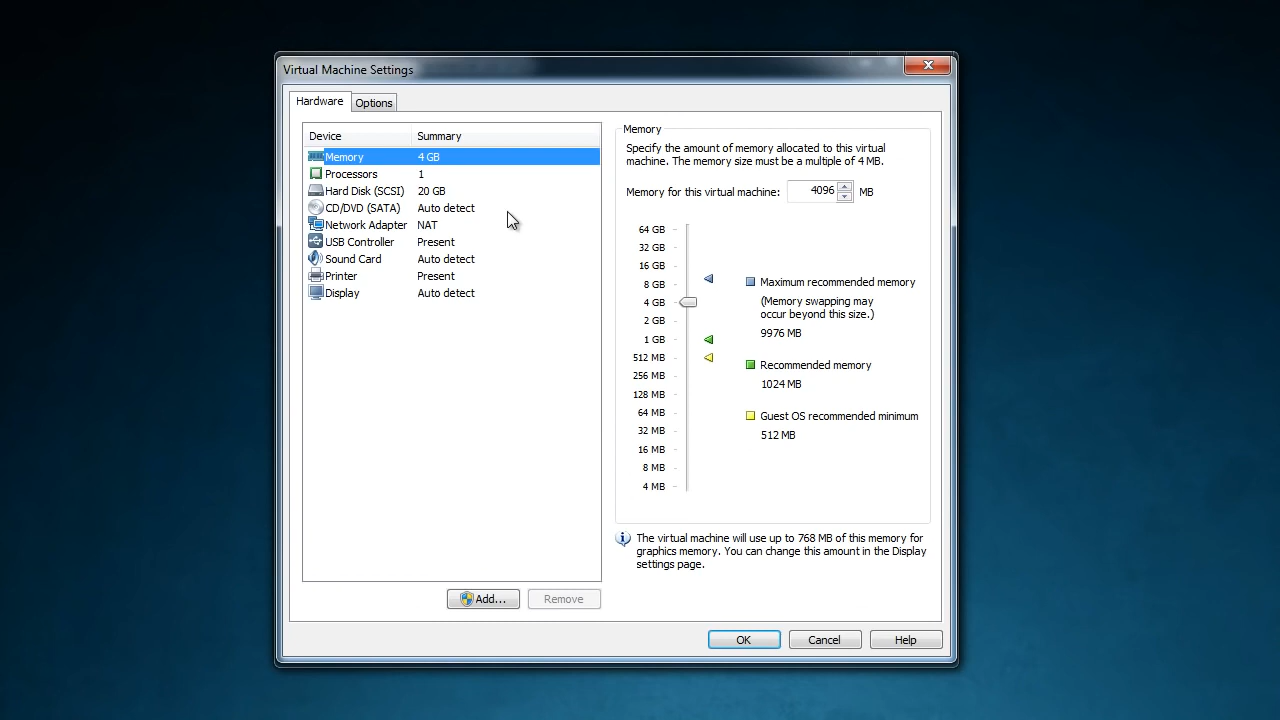 Virtual Machine Settings
Hardware
Options
Device Summary
Memory 4 GB
Processors 1
Hard Disk (SCSI) 20 GB
CD/DVD (SATA) Auto detect
Network Adapter NAT
USB Controller Present
Sound Card Auto detect
Printer Present
Display Auto detect
Add...
Remove
Memory
Specify the amount of memory allocated to this virtual
machine. The memory size must be a multiple of 4 MB.
Memory for this virtual machine: 4096 MB
64 GB
32 GB
16 GB
8 GB
4 GB
2 GB
1 GB
512 MB
256 MB
128 MB
64 MB
32 MB
16 MB
8 MB
4 MB
Maximum recommended memory
(Memory swapping may
occur beyond this size.)
9976 MB
Recommended memory
1024 MB
Guest OS recommended minimum
512 MB
The virtual machine will use up to 768 MB of this memory for
graphics memory. You can change this amount in the Display
settings page.
OK
Cancel
Help